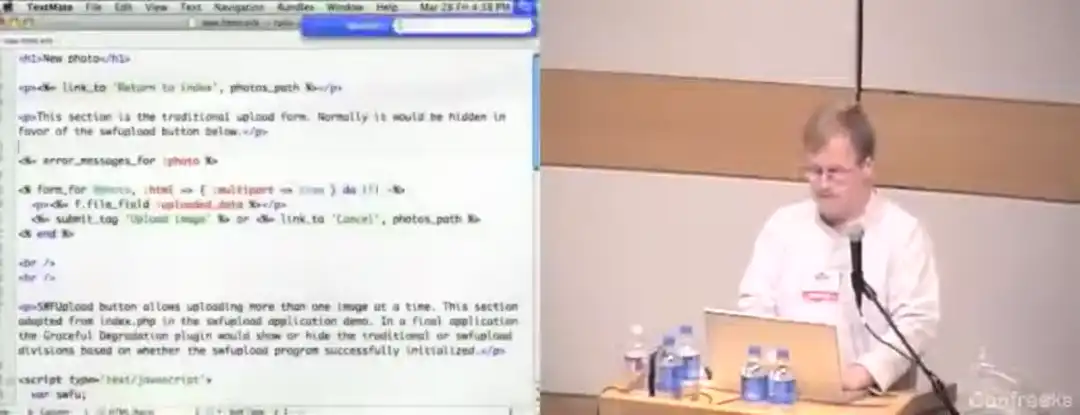 TextMate File Edit View Text Navigation Bundles Window Help Mar 28 Fri 4:38 PM
<h1>New photo</h1>
<p><%= link_to 'Return to index', photos_path %></p>
<p>This section is the traditional upload form. Normally it would be hidden in
favor of the swfupload button below.</p>
<%= error_messages_for :photo %>
<% form_for @photo, :html => { :multipart => true } do |f| -%>
<p><%= f.file_field :uploaded_data %></p>
<%= submit_tag 'Upload image' %> or <%= link_to 'Cancel', photos_path %>
<% end %>
<br />
<br />
<p>SWFUpload button allows uploading more than one image at a time. This section
adapted from index.php in the swfupload application demo. In a final application
the Graceful Degradation plugin would show or hide the traditional or swfupload
divisions based on whether the swfupload program successfully initialized.</p>
<script type='text/javascript'>
var swfu;
Confreaks